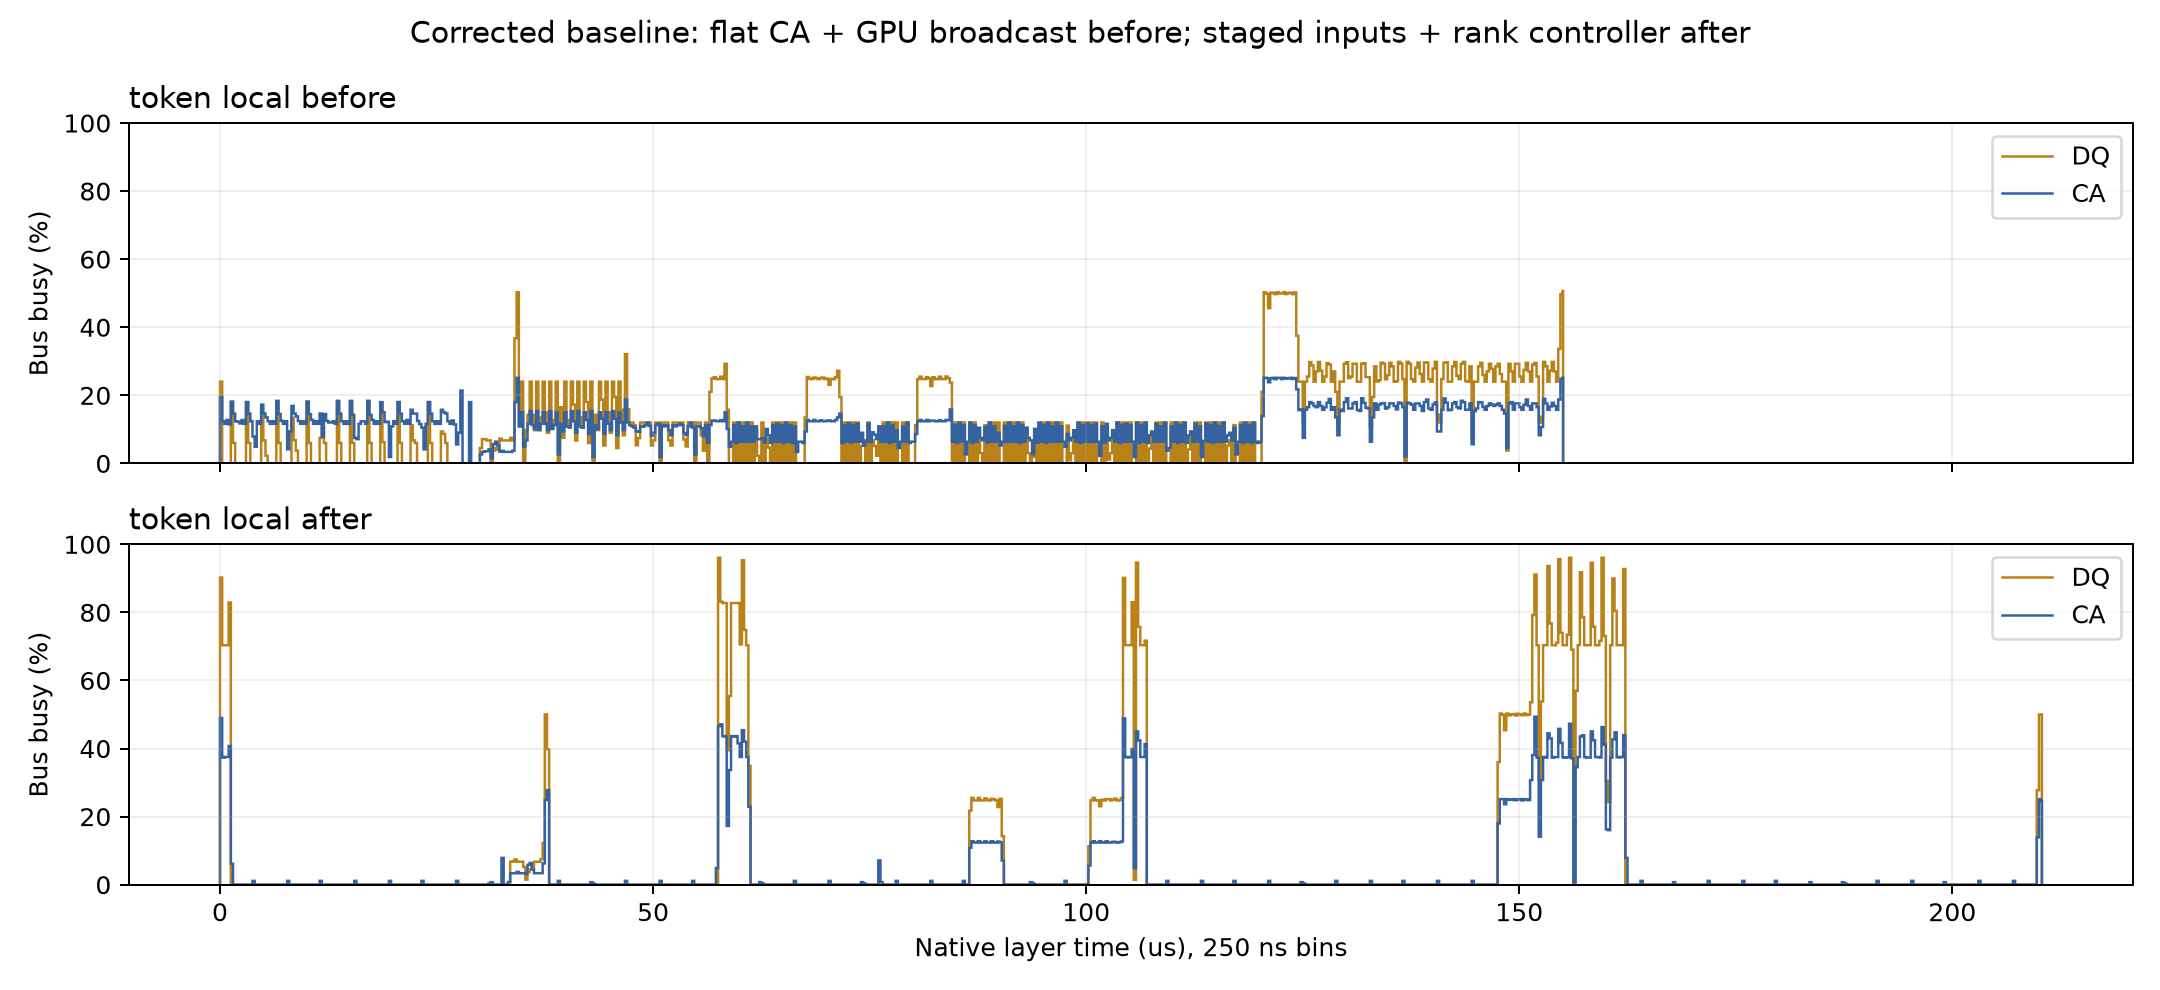 Corrected baseline: flat CA + GPU broadcast before; staged inputs + rank controller after
token local before
100
80
60
40
20
0
Bus busy (%)
DQ
CA
token local after
100
80
60
40
20
0
Bus busy (%)
DQ
CA
0 50 100 150 200
Native layer time (us), 250 ns bins